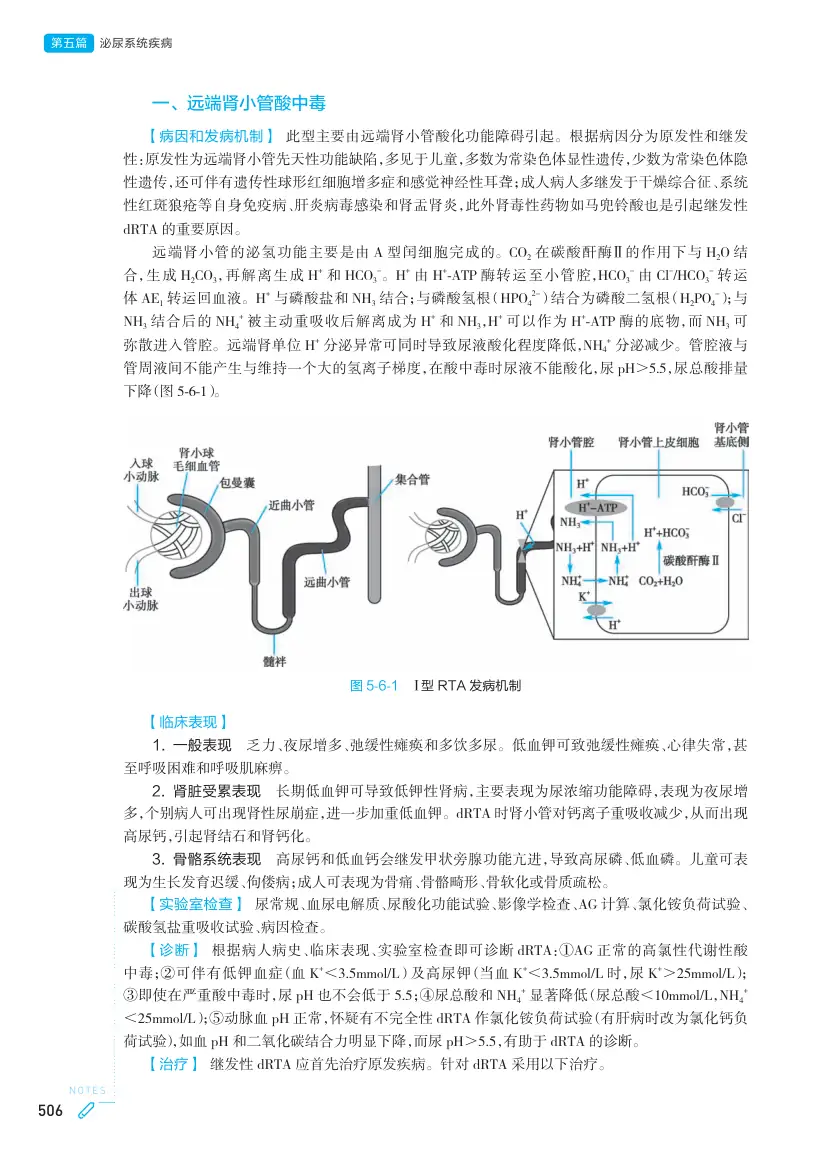 第五篇 泌尿系统疾病
一、远端肾小管酸中毒
【病因和发病机制】 此型主要由远端肾小管酸化功能障碍引起。根据病因分为原发性和继发
性:原发性为远端肾小管先天性功能缺陷,多见于儿童,多数为常染色体显性遗传,少数为常染色体隐
性遗传,还可伴有遗传性球形红细胞增多症和感觉神经性耳聋;成人病人多继发于干燥综合征、系统
性红斑狼疮等自身免疫病、肝炎病毒感染和肾盂肾炎,此外肾毒性药物如马兜铃酸也是引起继发性
dRTA 的重要原因。
远端肾小管的泌氢功能主要是由 A 型闰细胞完成的。CO₂ 在碳酸酐酶Ⅱ的作用下与 H₂O 结
合,生成 H₂CO₃,再解离生成 H⁺ 和 HCO₃⁻。H⁺ 由 H⁺-ATP 酶转运至小管腔,HCO₃⁻ 由 Cl⁻/HCO₃⁻ 转运
体 AE₁ 转运回血液。H⁺ 与磷酸盐和 NH₃ 结合;与磷酸氢根(HPO₄²⁻)结合为磷酸二氢根(H₂PO₄⁻);与
NH₃ 结合后的 NH₄⁺ 被主动重吸收后解离成为 H⁺ 和 NH₃,H⁺ 可以作为 H⁺-ATP 酶的底物,而 NH₃ 可
弥散进入管腔。远端肾单位 H⁺ 分泌异常可同时导致尿液酸化程度降低,NH₄⁺ 分泌减少。管腔液与
管周液间不能产生与维持一个大的氢离子梯度,在酸中毒时尿液不能酸化,尿 pH>5.5,尿总酸排量
下降(图 5-6-1)。
入球
小动脉
肾小球
毛细血管
包曼囊
近曲小管
集合管
远曲小管
出球
小动脉
髓袢
H⁺
肾小管腔
肾小管上皮细胞
肾小管
基底侧
H⁺
HCO₃⁻
H⁺-ATP
Cl⁻
NH₃
H⁺+HCO₃⁻
NH₃+H⁺
NH₃+H⁺
碳酸酐酶Ⅱ
NH₄⁺
NH₄⁺
CO₂+H₂O
K⁺
H⁺
图 5-6-1 Ⅰ型 RTA 发病机制
【临床表现】
1. 一般表现 乏力、夜尿增多、弛缓性瘫痪和多饮多尿。低血钾可致弛缓性瘫痪、心律失常,甚
至呼吸困难和呼吸肌麻痹。
2. 肾脏受累表现 长期低血钾可导致低钾性肾病,主要表现为尿浓缩功能障碍,表现为夜尿增
多,个别病人可出现肾性尿崩症,进一步加重低血钾。dRTA 时肾小管对钙离子重吸收减少,从而出现
高尿钙,引起肾结石和肾钙化。
3. 骨骼系统表现 高尿钙和低血钙会继发甲状旁腺功能亢进,导致高尿磷、低血磷。儿童可表
现为生长发育迟缓、佝偻病;成人可表现为骨痛、骨骼畸形、骨软化或骨质疏松。
【实验室检查】 尿常规、血尿电解质、尿酸化功能试验、影像学检查、AG 计算、氯化铵负荷试验、
碳酸氢盐重吸收试验、病因检查。
【诊断】 根据病人病史、临床表现、实验室检查即可诊断 dRTA:①AG 正常的高氯性代谢性酸
中毒;②可伴有低钾血症(血 K⁺<3.5mmol/L)及高尿钾(当血 K⁺<3.5mmol/L 时,尿 K⁺>25mmol/L);
③即使在严重酸中毒时,尿 pH 也不会低于 5.5;④尿总酸和 NH₄⁺ 显著降低(尿总酸<10mmol/L,NH₄⁺
<25mmol/L);⑤动脉血 pH 正常,怀疑有不完全性 dRTA 作氯化铵负荷试验(有肝病时改为氯化钙负
荷试验),如血 pH 和二氧化碳结合力明显下降,而尿 pH>5.5,有助于 dRTA 的诊断。
【治疗】 继发性 dRTA 应首先治疗原发疾病。针对 dRTA 采用以下治疗。
NOTES
506